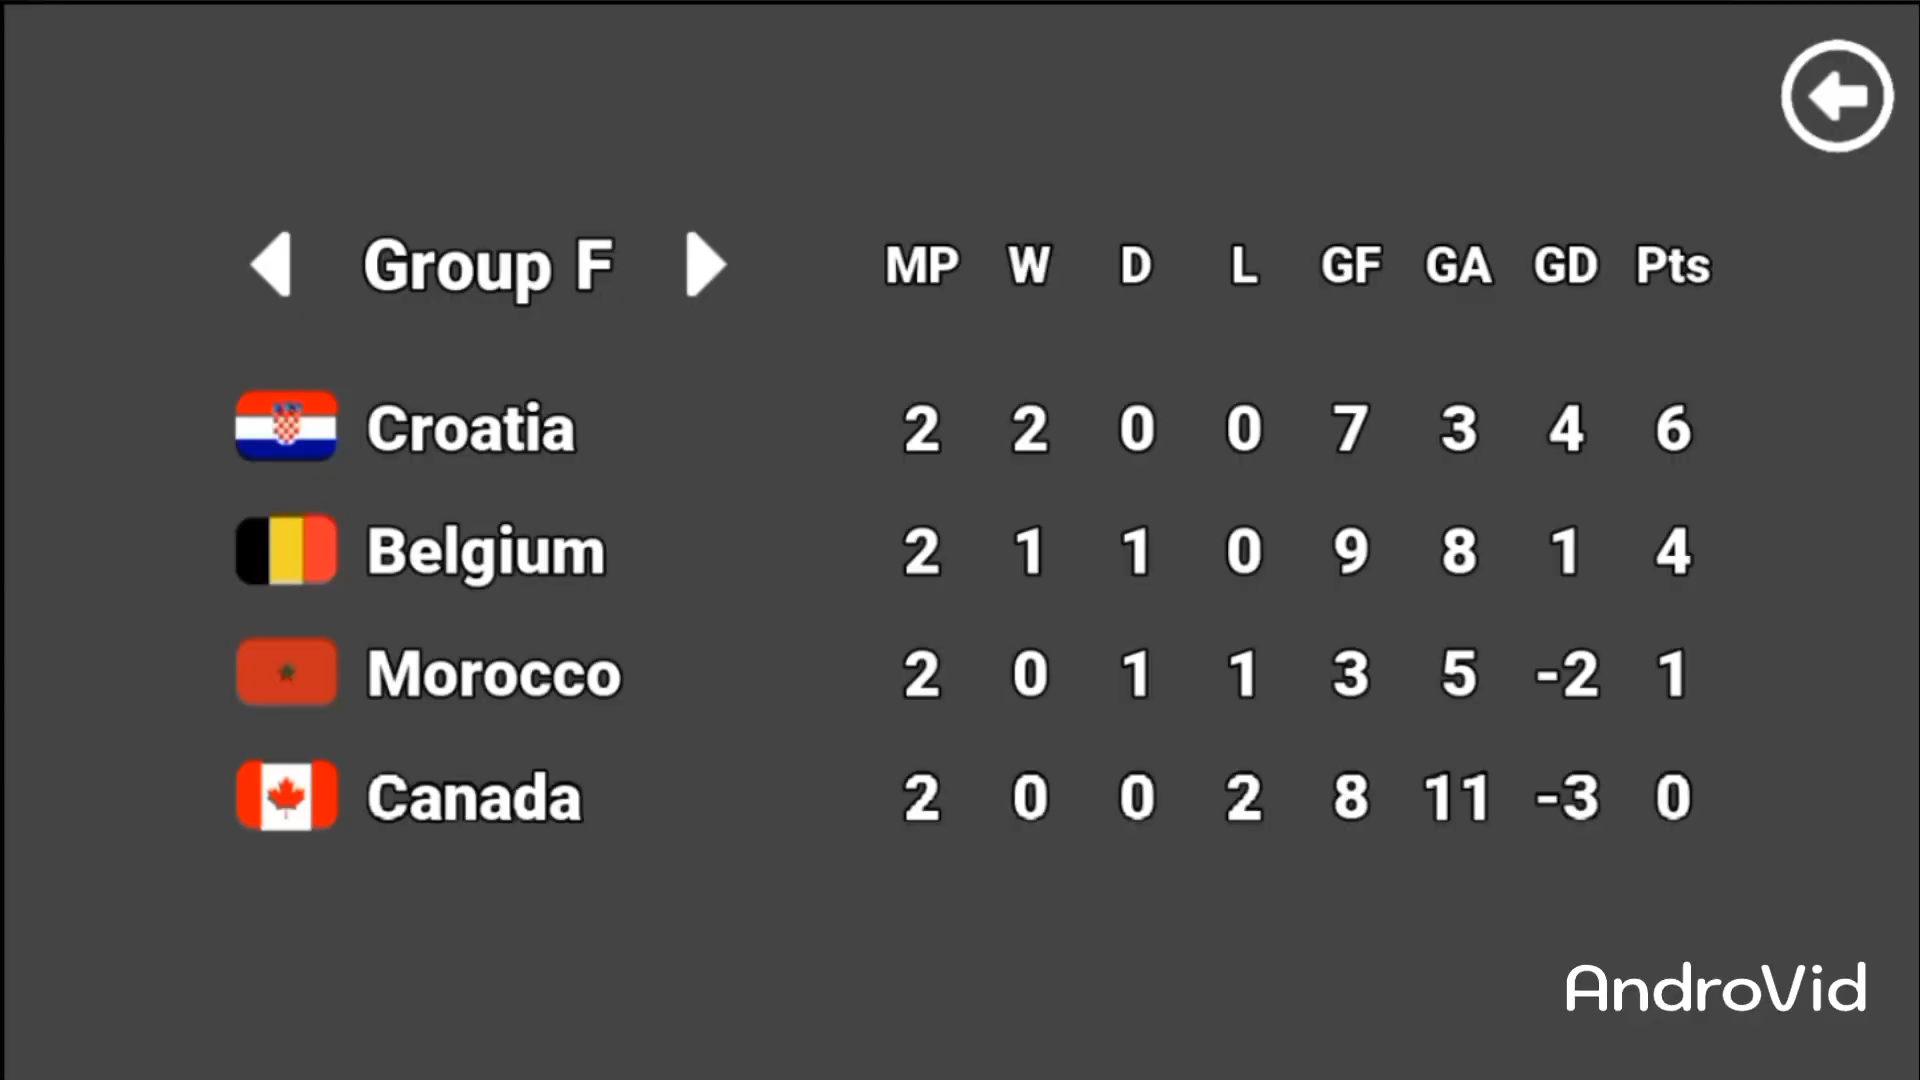 Group F MP W D L GF GA GD Pts
Croatia 2 2 0 0 7 3 4 6
Belgium 2 1 1 0 9 8 1 4
Morocco 2 0 1 1 3 5 -2 1
Canada 2 0 0 2 8 11 -3 0
AndroVid